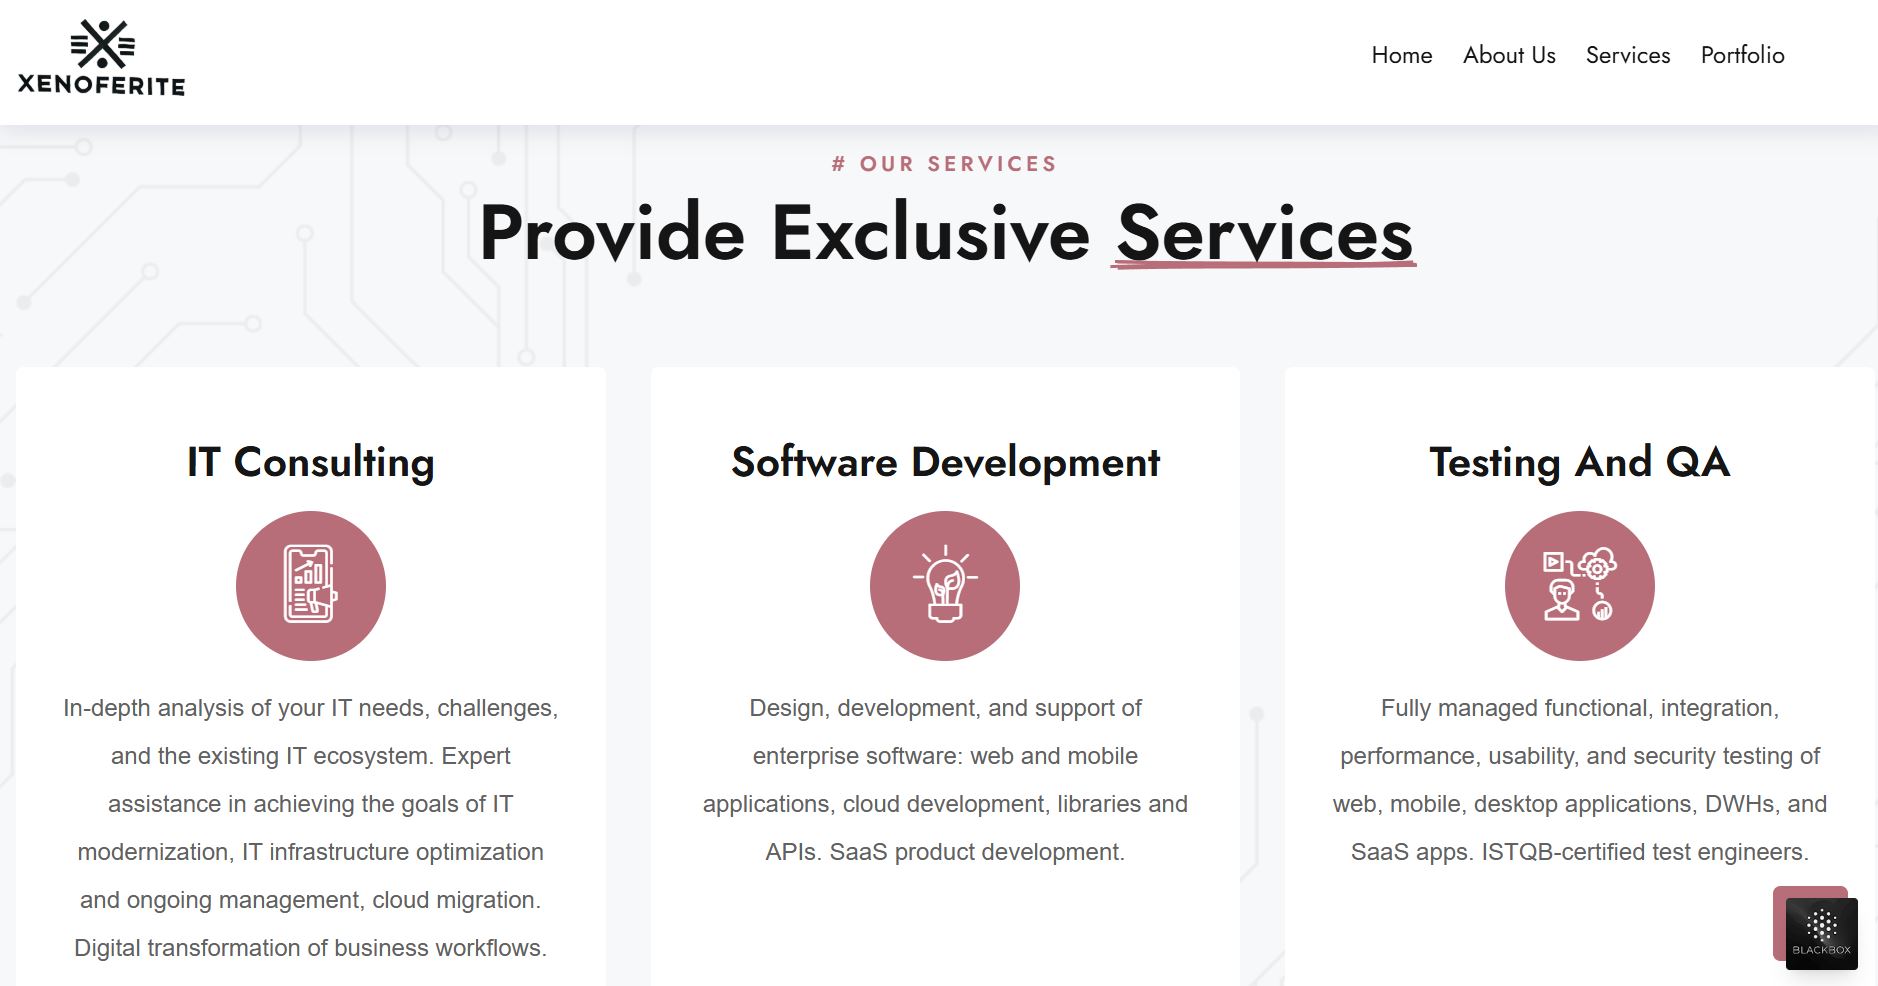 XENOFERITE
Home About Us Services Portfolio
# OUR SERVICES
Provide Exclusive Services
IT Consulting
In-depth analysis of your IT needs, challenges,
and the existing IT ecosystem. Expert
assistance in achieving the goals of IT
modernization, IT infrastructure optimization
and ongoing management, cloud migration.
Digital transformation of business workflows.
Software Development
Design, development, and support of
enterprise software: web and mobile
applications, cloud development, libraries and
APIs. SaaS product development.
Testing And QA
Fully managed functional, integration,
performance, usability, and security testing of
web, mobile, desktop applications, DWHs, and
SaaS apps. ISTQB-certified test engineers.
BLACKBOX